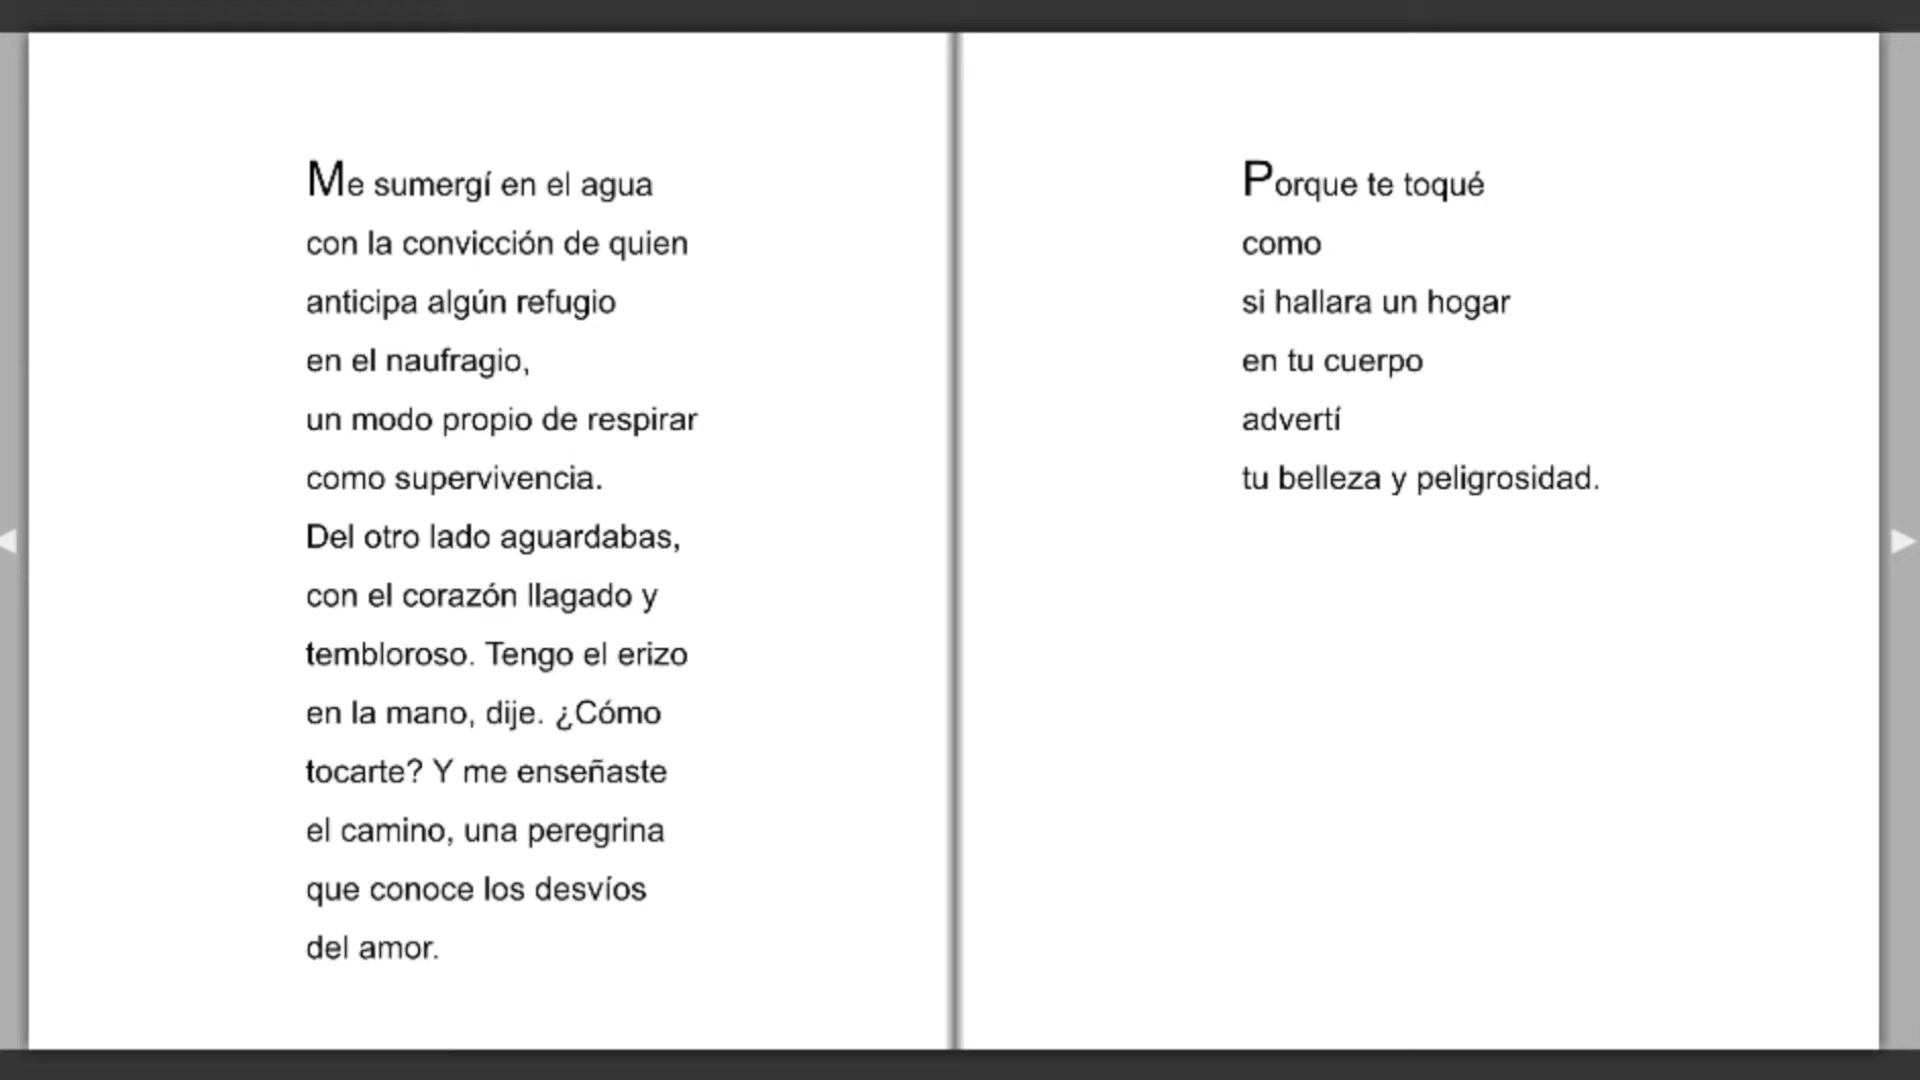 Me sumergí en el agua
con la convicción de quien
anticipa algún refugio
en el naufragio,
un modo propio de respirar
como supervivencia.
Del otro lado aguardabas,
con el corazón llagado y
tembloroso. Tengo el erizo
en la mano, dije. ¿Cómo
tocarte? Y me enseñaste
el camino, una peregrina
que conoce los desvíos
del amor.
Porque te toqué
como
si hallara un hogar
en tu cuerpo
advertí
tu belleza y peligrosidad.